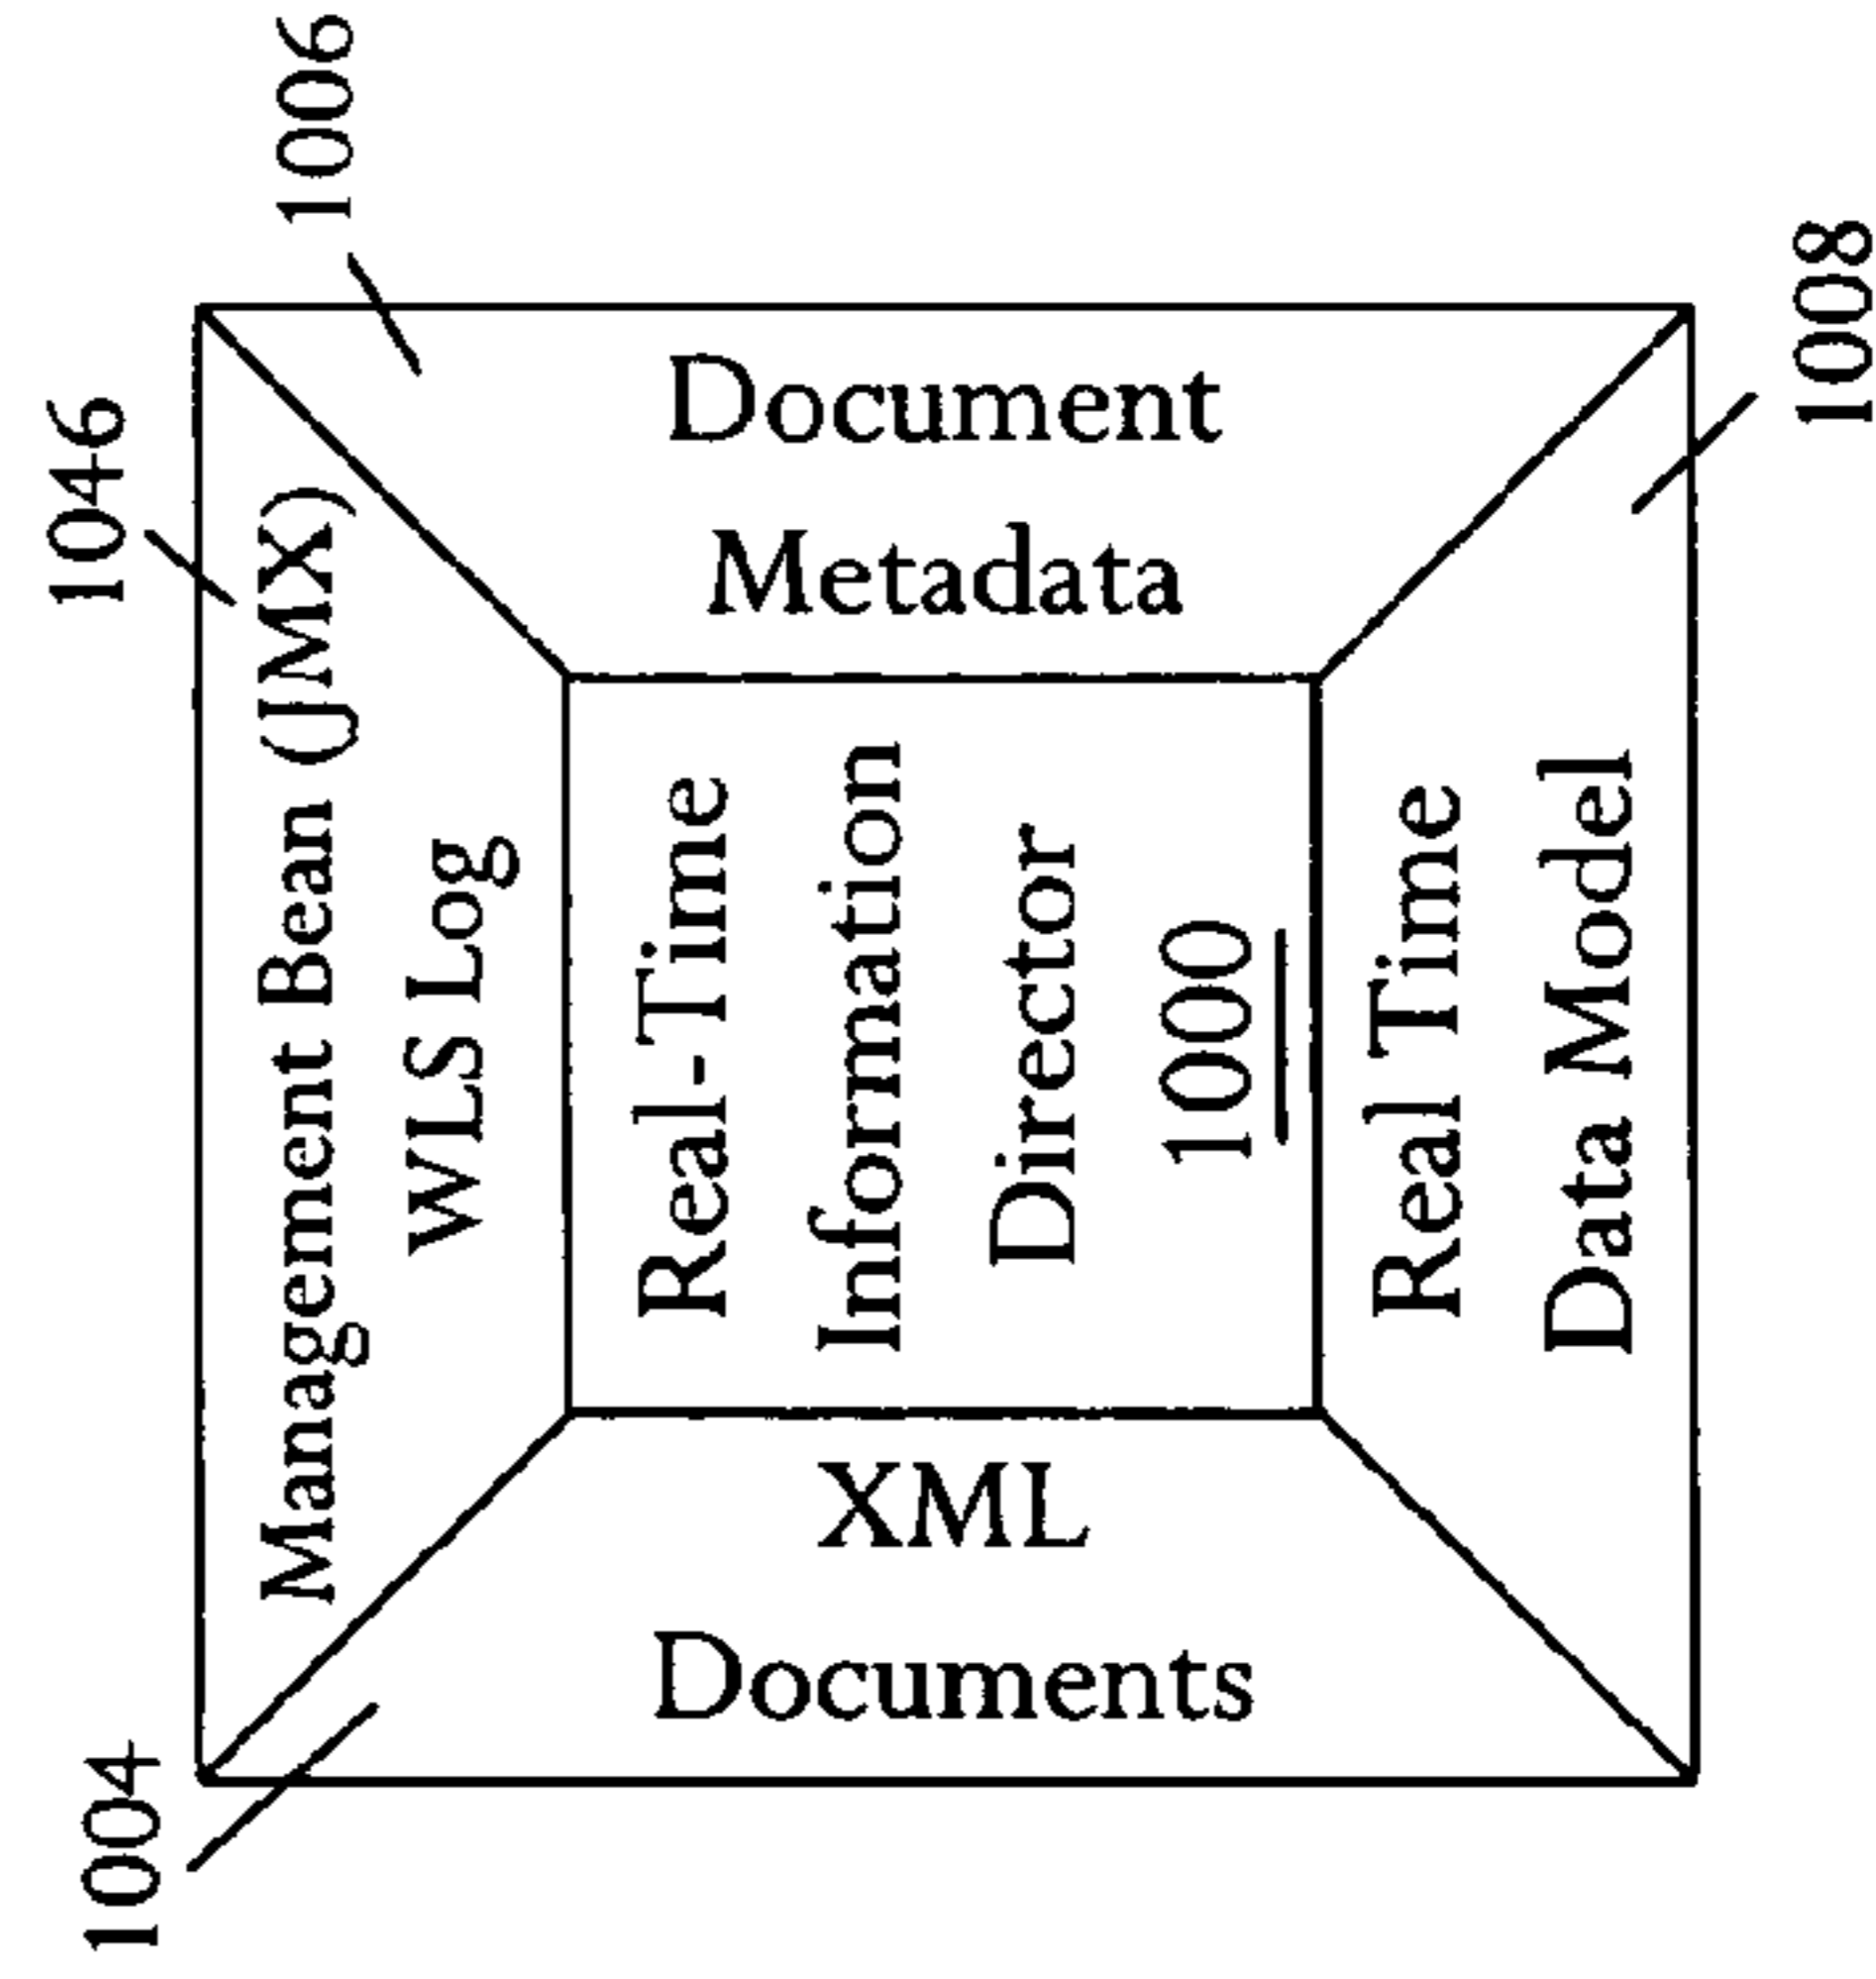 1046
1006
Management Bean (JMX)
WLS Log
Document
Metadata
Real-Time
Information
Director
1000
XML
Documents
Real Time
Data Model
1004
1008